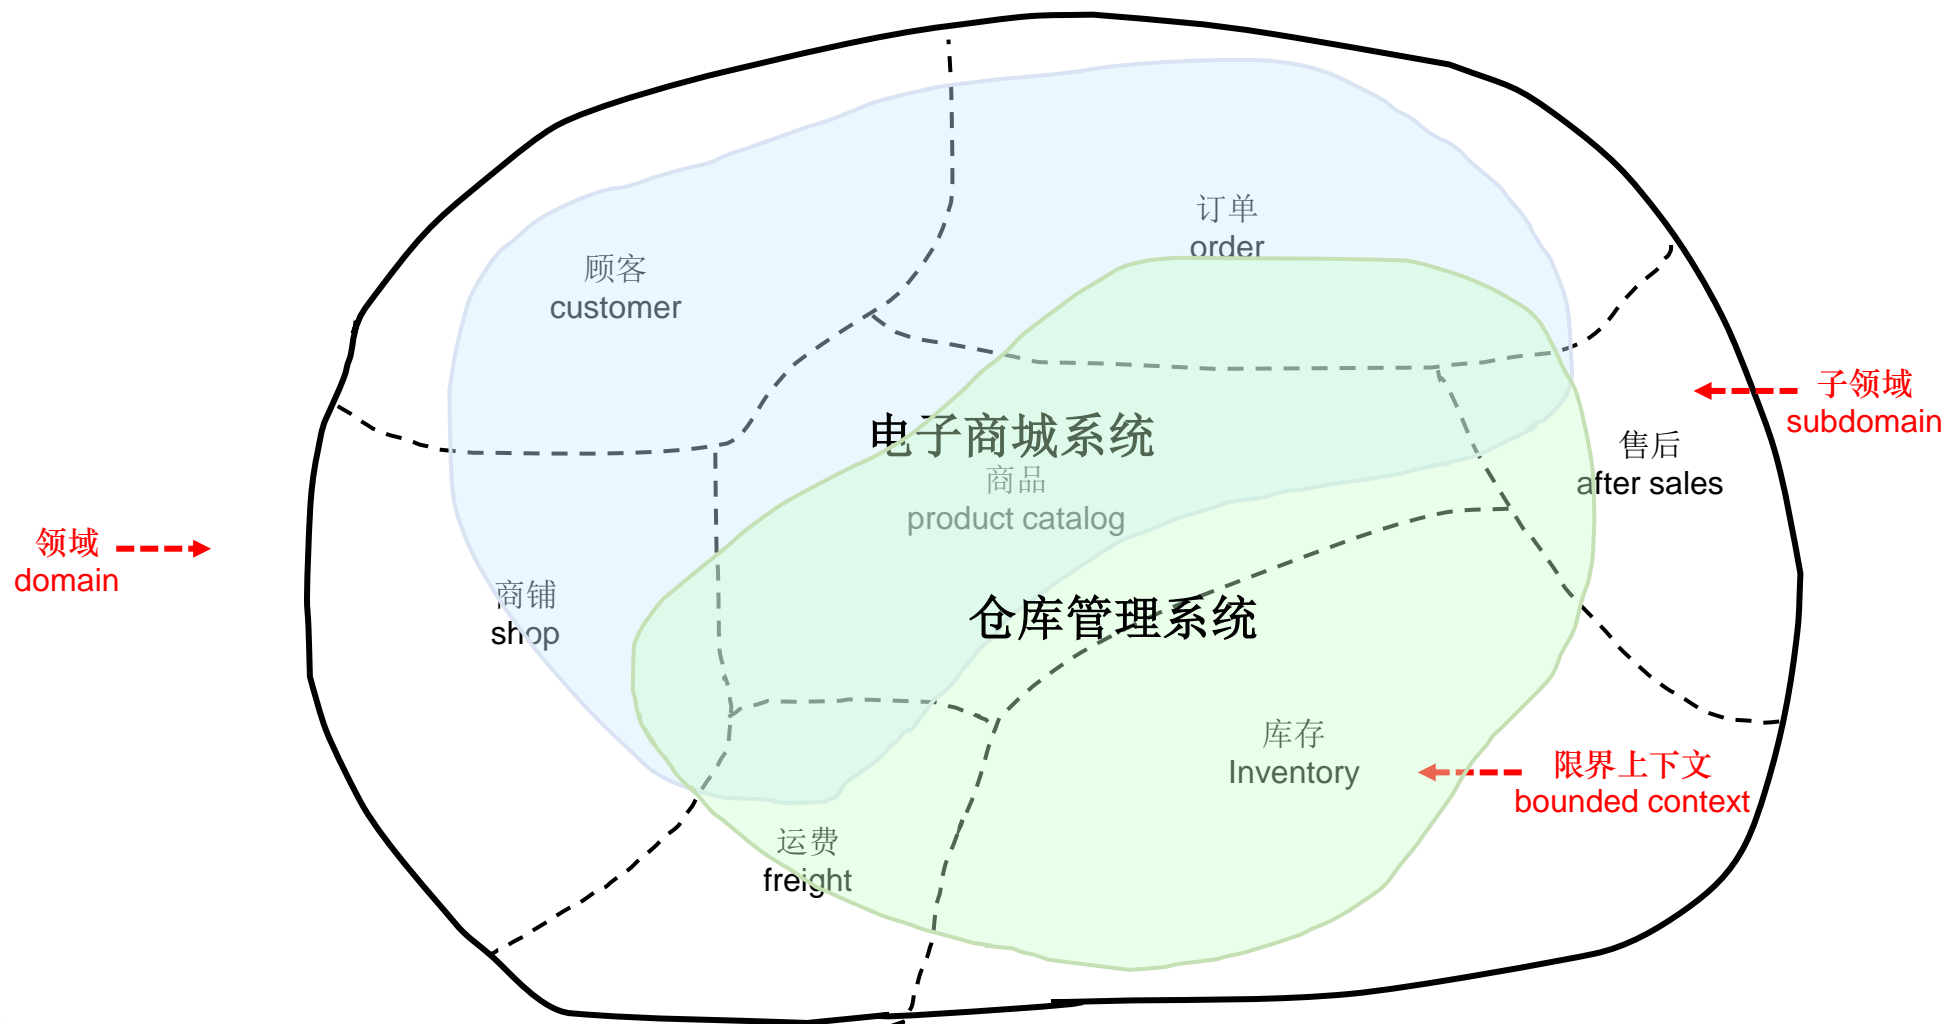 订单
order
顾客
customer
子领域
subdomain
电子商城系统
售后
after sales
商品
product catalog
领域
domain
商铺
shop
仓库管理系统
库存
Inventory
限界上下文
bounded context
运费
freight